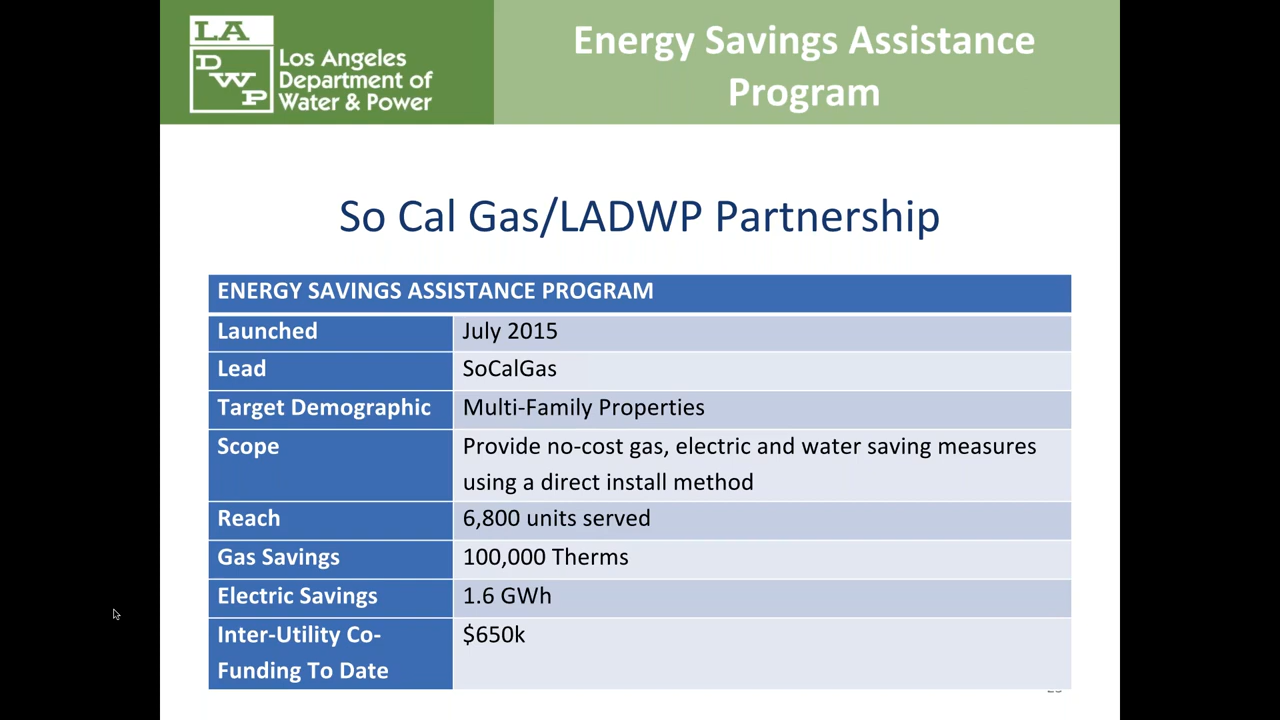 LA
DWP
Los Angeles
Department of
Water & Power
Energy Savings Assistance
Program
So Cal Gas/LADWP Partnership
ENERGY SAVINGS ASSISTANCE PROGRAM
Launched July 2015
Lead SoCalGas
Target Demographic Multi-Family Properties
Scope Provide no-cost gas, electric and water saving measures
using a direct install method
Reach 6,800 units served
Gas Savings 100,000 Therms
Electric Savings 1.6 GWh
Inter-Utility Co- $650k
Funding To Date